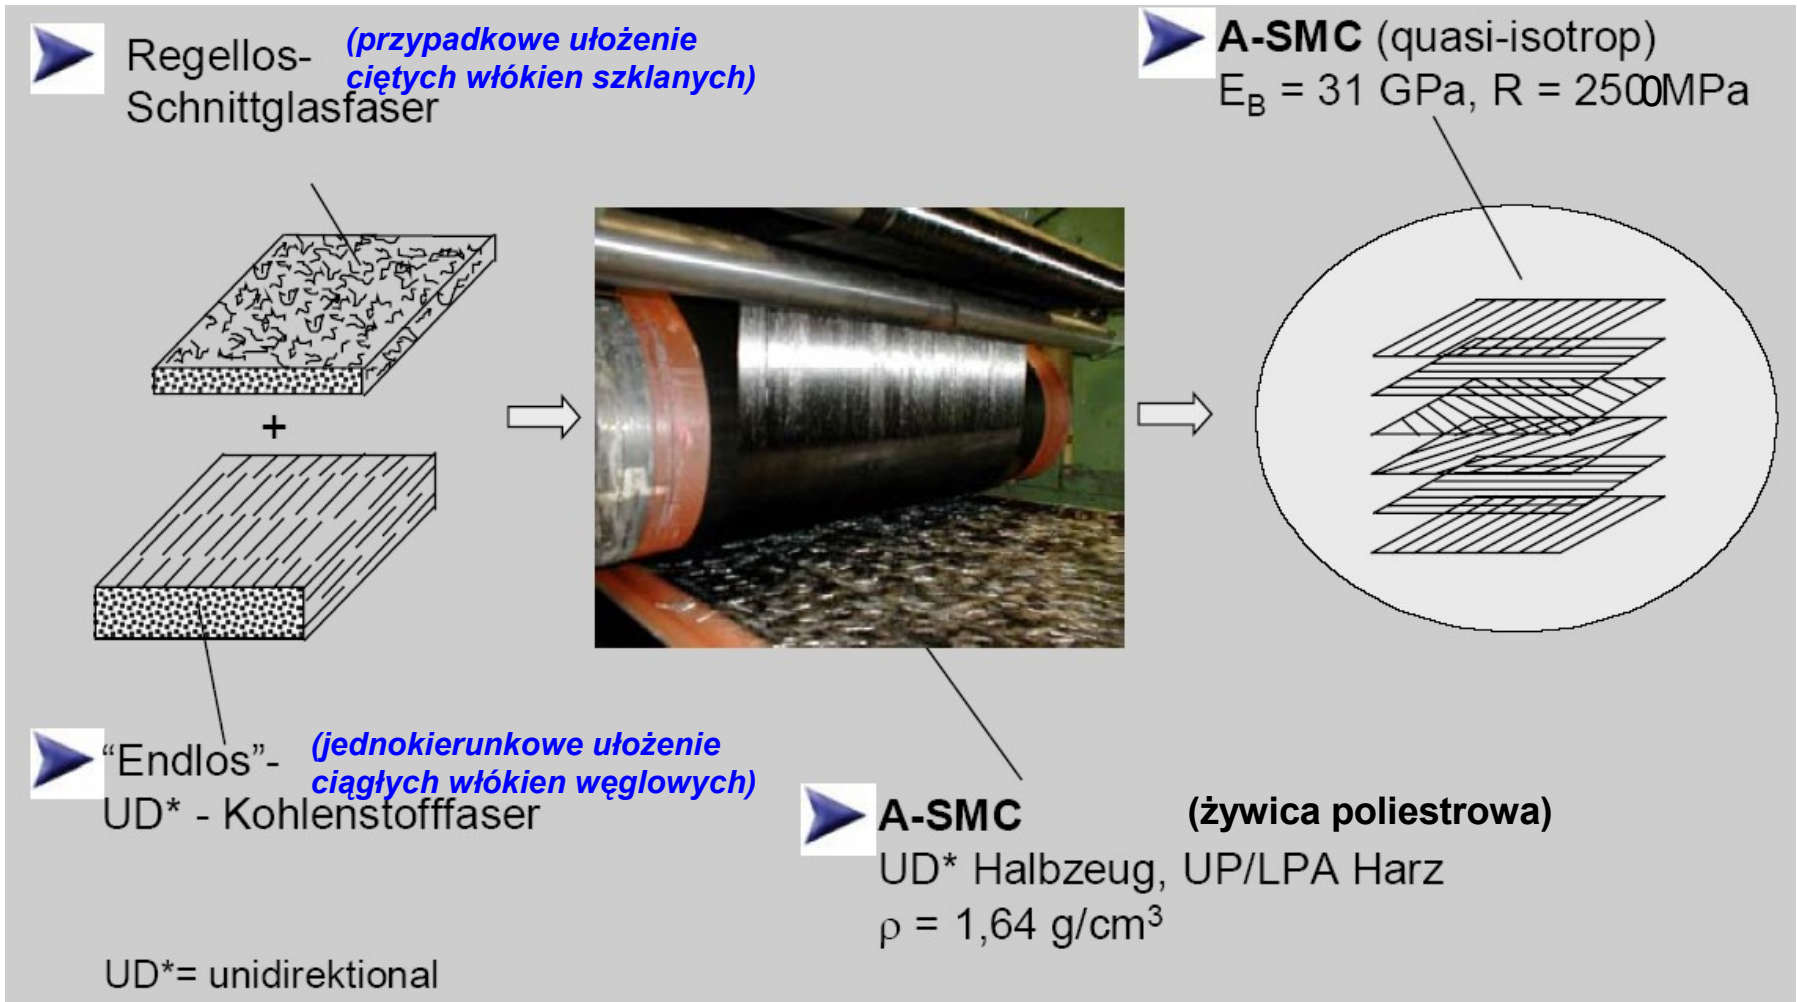 Regellos-
Schnittglasfaser
(przypadkowe ułożenie
ciętych włókien szklanych)
A-SMC (quasi-isotrop)
E_B = 31 GPa, R = 2500MPa
+
“Endlos”-
UD* - Kohlenstofffaser
(jednokierunkowe ułożenie
ciągłych włókien węglowych)
A-SMC (żywica poliestrowa)
UD* Halbzeug, UP/LPA Harz
ρ = 1,64 g/cm³
UD*= unidirektional